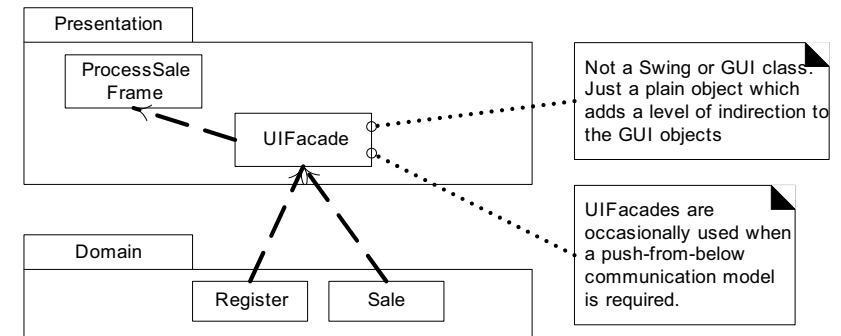 Presentation
ProcessSale
Frame
UIFacade
Not a Swing or GUI class.
Just a plain object which
adds a level of indirection to
the GUI objects
UIFacades are
occasionally used when
a push-from-below
communication model
is required.
Domain
Register
Sale